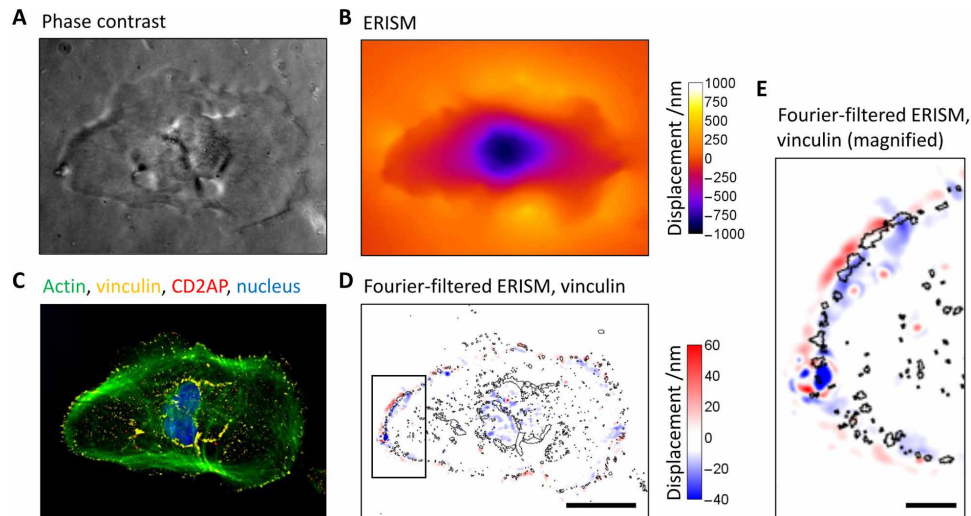 A
Phase contrast
B
ERISM
Displacement /nm
1000
750
500
250
0
−250
−500
−750
−1000
E
Fourier-filtered ERISM,
vinculin (magnified)
C
Actin, vinculin, CD2AP, nucleus
D
Fourier-filtered ERISM, vinculin
Displacement /nm
60
40
20
0
−20
−40